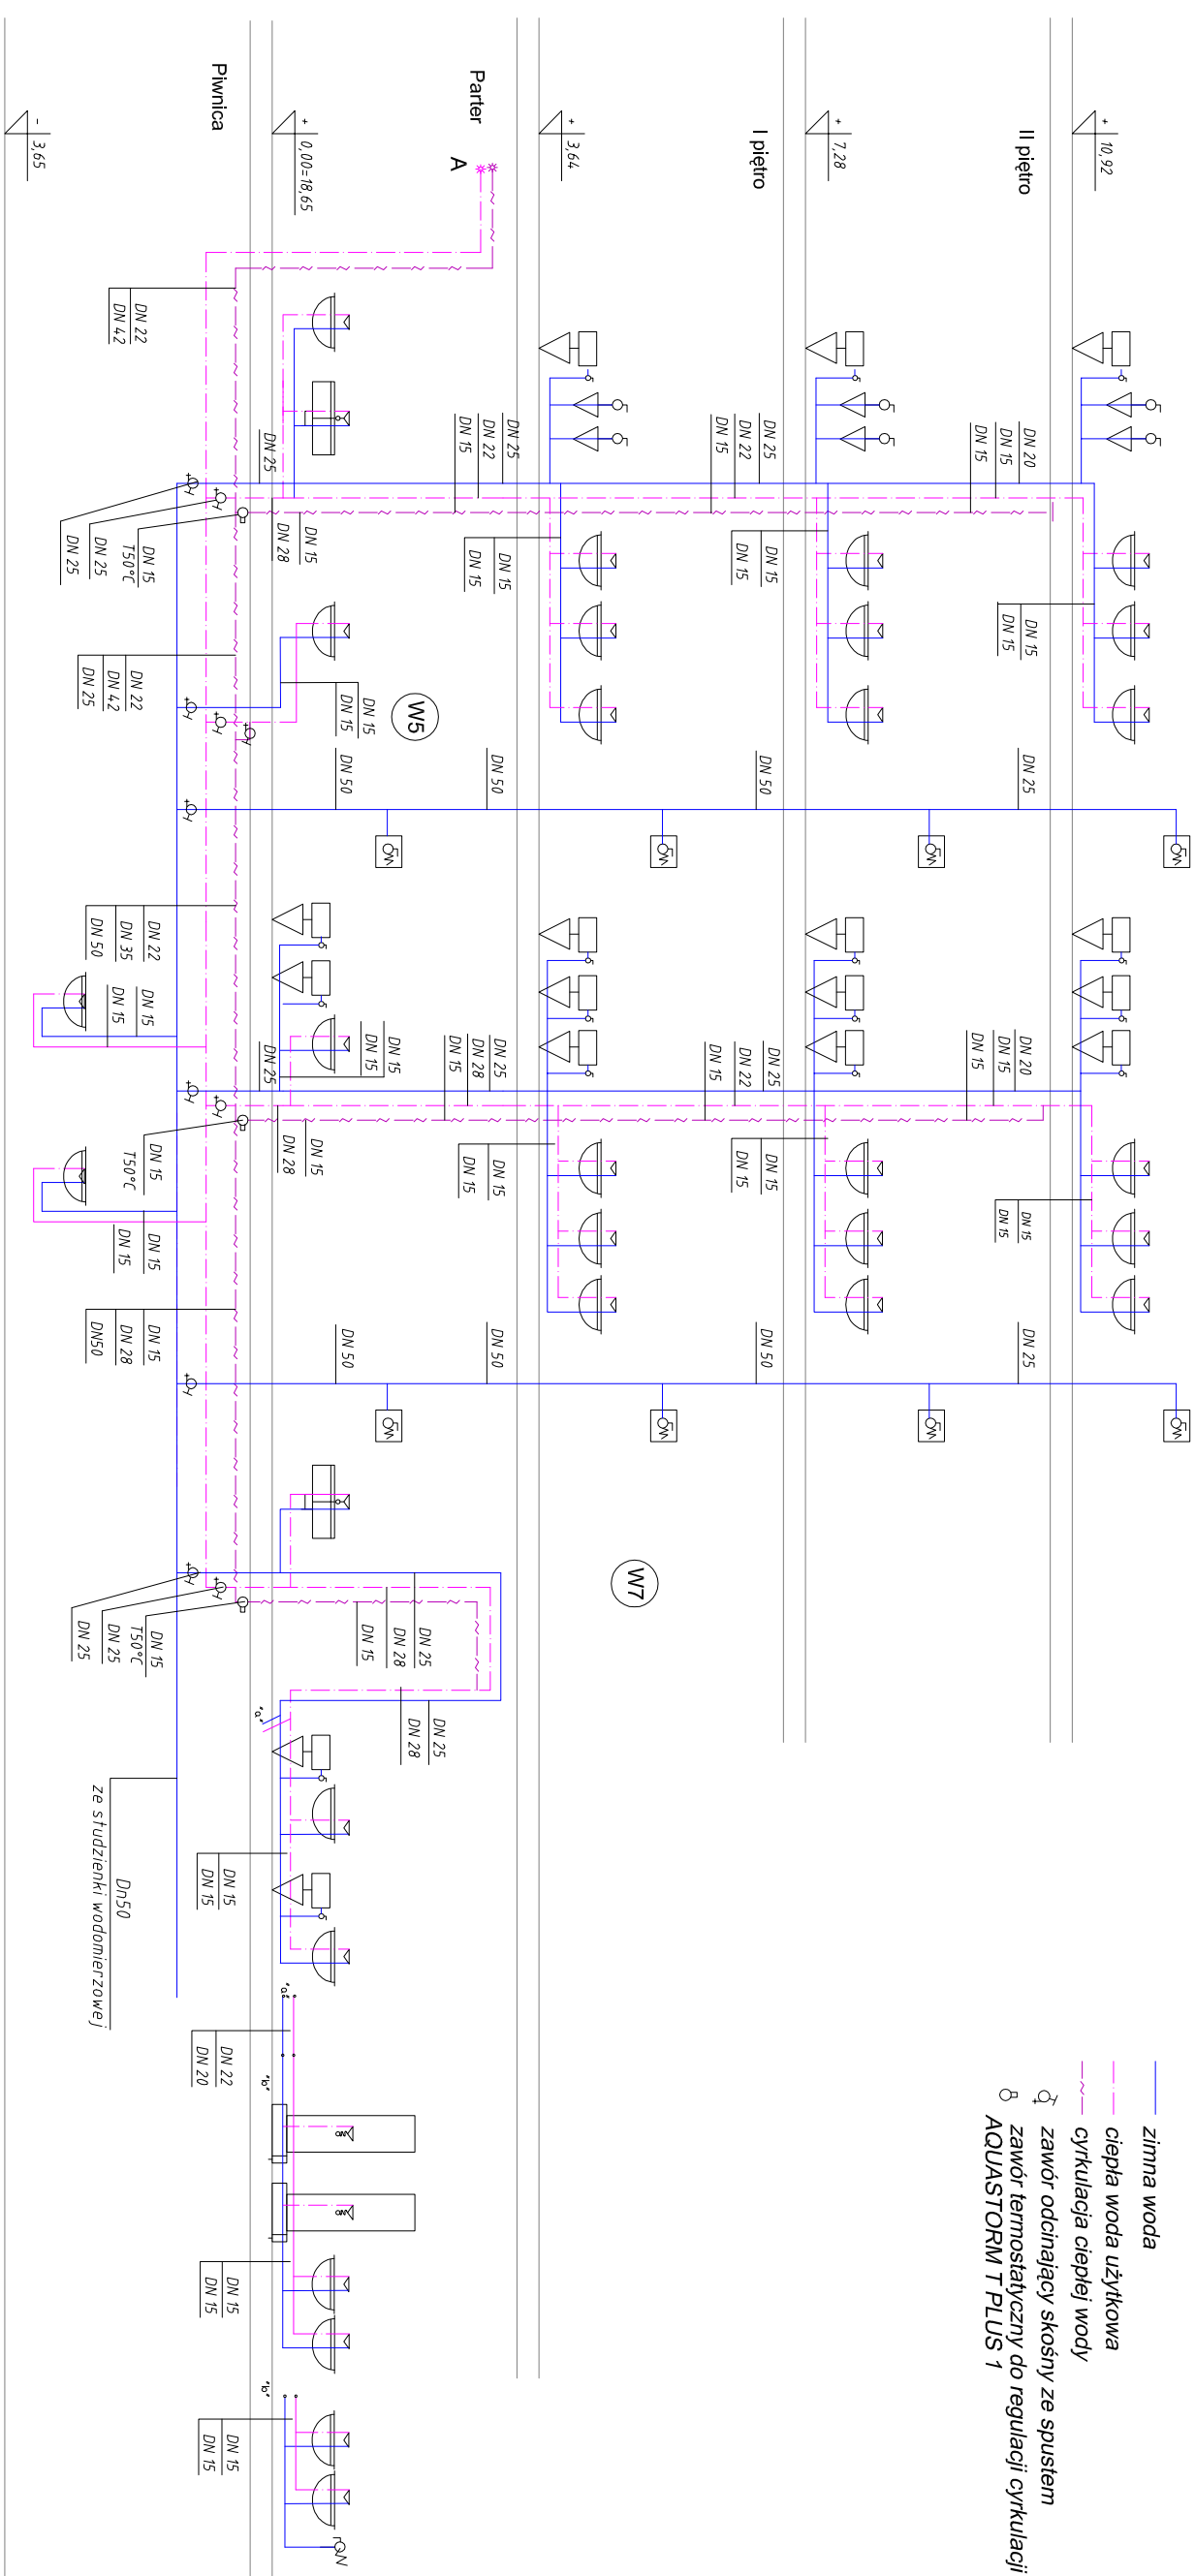 zimna woda
ciepła woda użytkowa
cyrkulacja ciepłej wody
zawór odcinający skośny ze spustem
zawór termostatyczny do regulacji cyrkulacji
AQUASTORM T PLUS 1
+ 10,92
II piętro
DN 20
DN 15
DN 15
DN 15
DN 15
DN 25
DN 20
DN 15
DN 15
DN 15
DN 15
DN 25
+ 7,28
I piętro
DN 25
DN 22
DN 15
DN 15
DN 15
DN 50
DN 25
DN 22
DN 15
DN 15
DN 15
DN 50
W7
+ 3,64
Parter
A
DN 25
DN 22
DN 15
DN 15
DN 15
DN 50
DN 25
DN 28
DN 15
DN 15
DN 15
DN 50
W5
DN 15
DN 15
DN 50
DN 15
DN 15
DN 50
DN 25
DN 28
DN 15
DN 25
DN 28
+ 0,00=18,65
DN 25
DN 15
DN 28
DN 25
DN 15
DN 28
"a"
"a"
"b"
"b"
Piwnica
DN 22
DN 42
DN 15
T50°C
DN 25
DN 25
DN 22
DN 42
DN 25
DN 22
DN 35
DN 50
DN 15
DN 15
DN 15
T50°C
DN 15
DN 15
DN 15
DN 28
DN50
DN 15
T50°C
DN 25
DN 25
Dn50
ze studzienki wodomierzowej
DN 15
DN 15
DN 22
DN 20
DN 15
DN 15
DN 15
DN 15
- 3,65